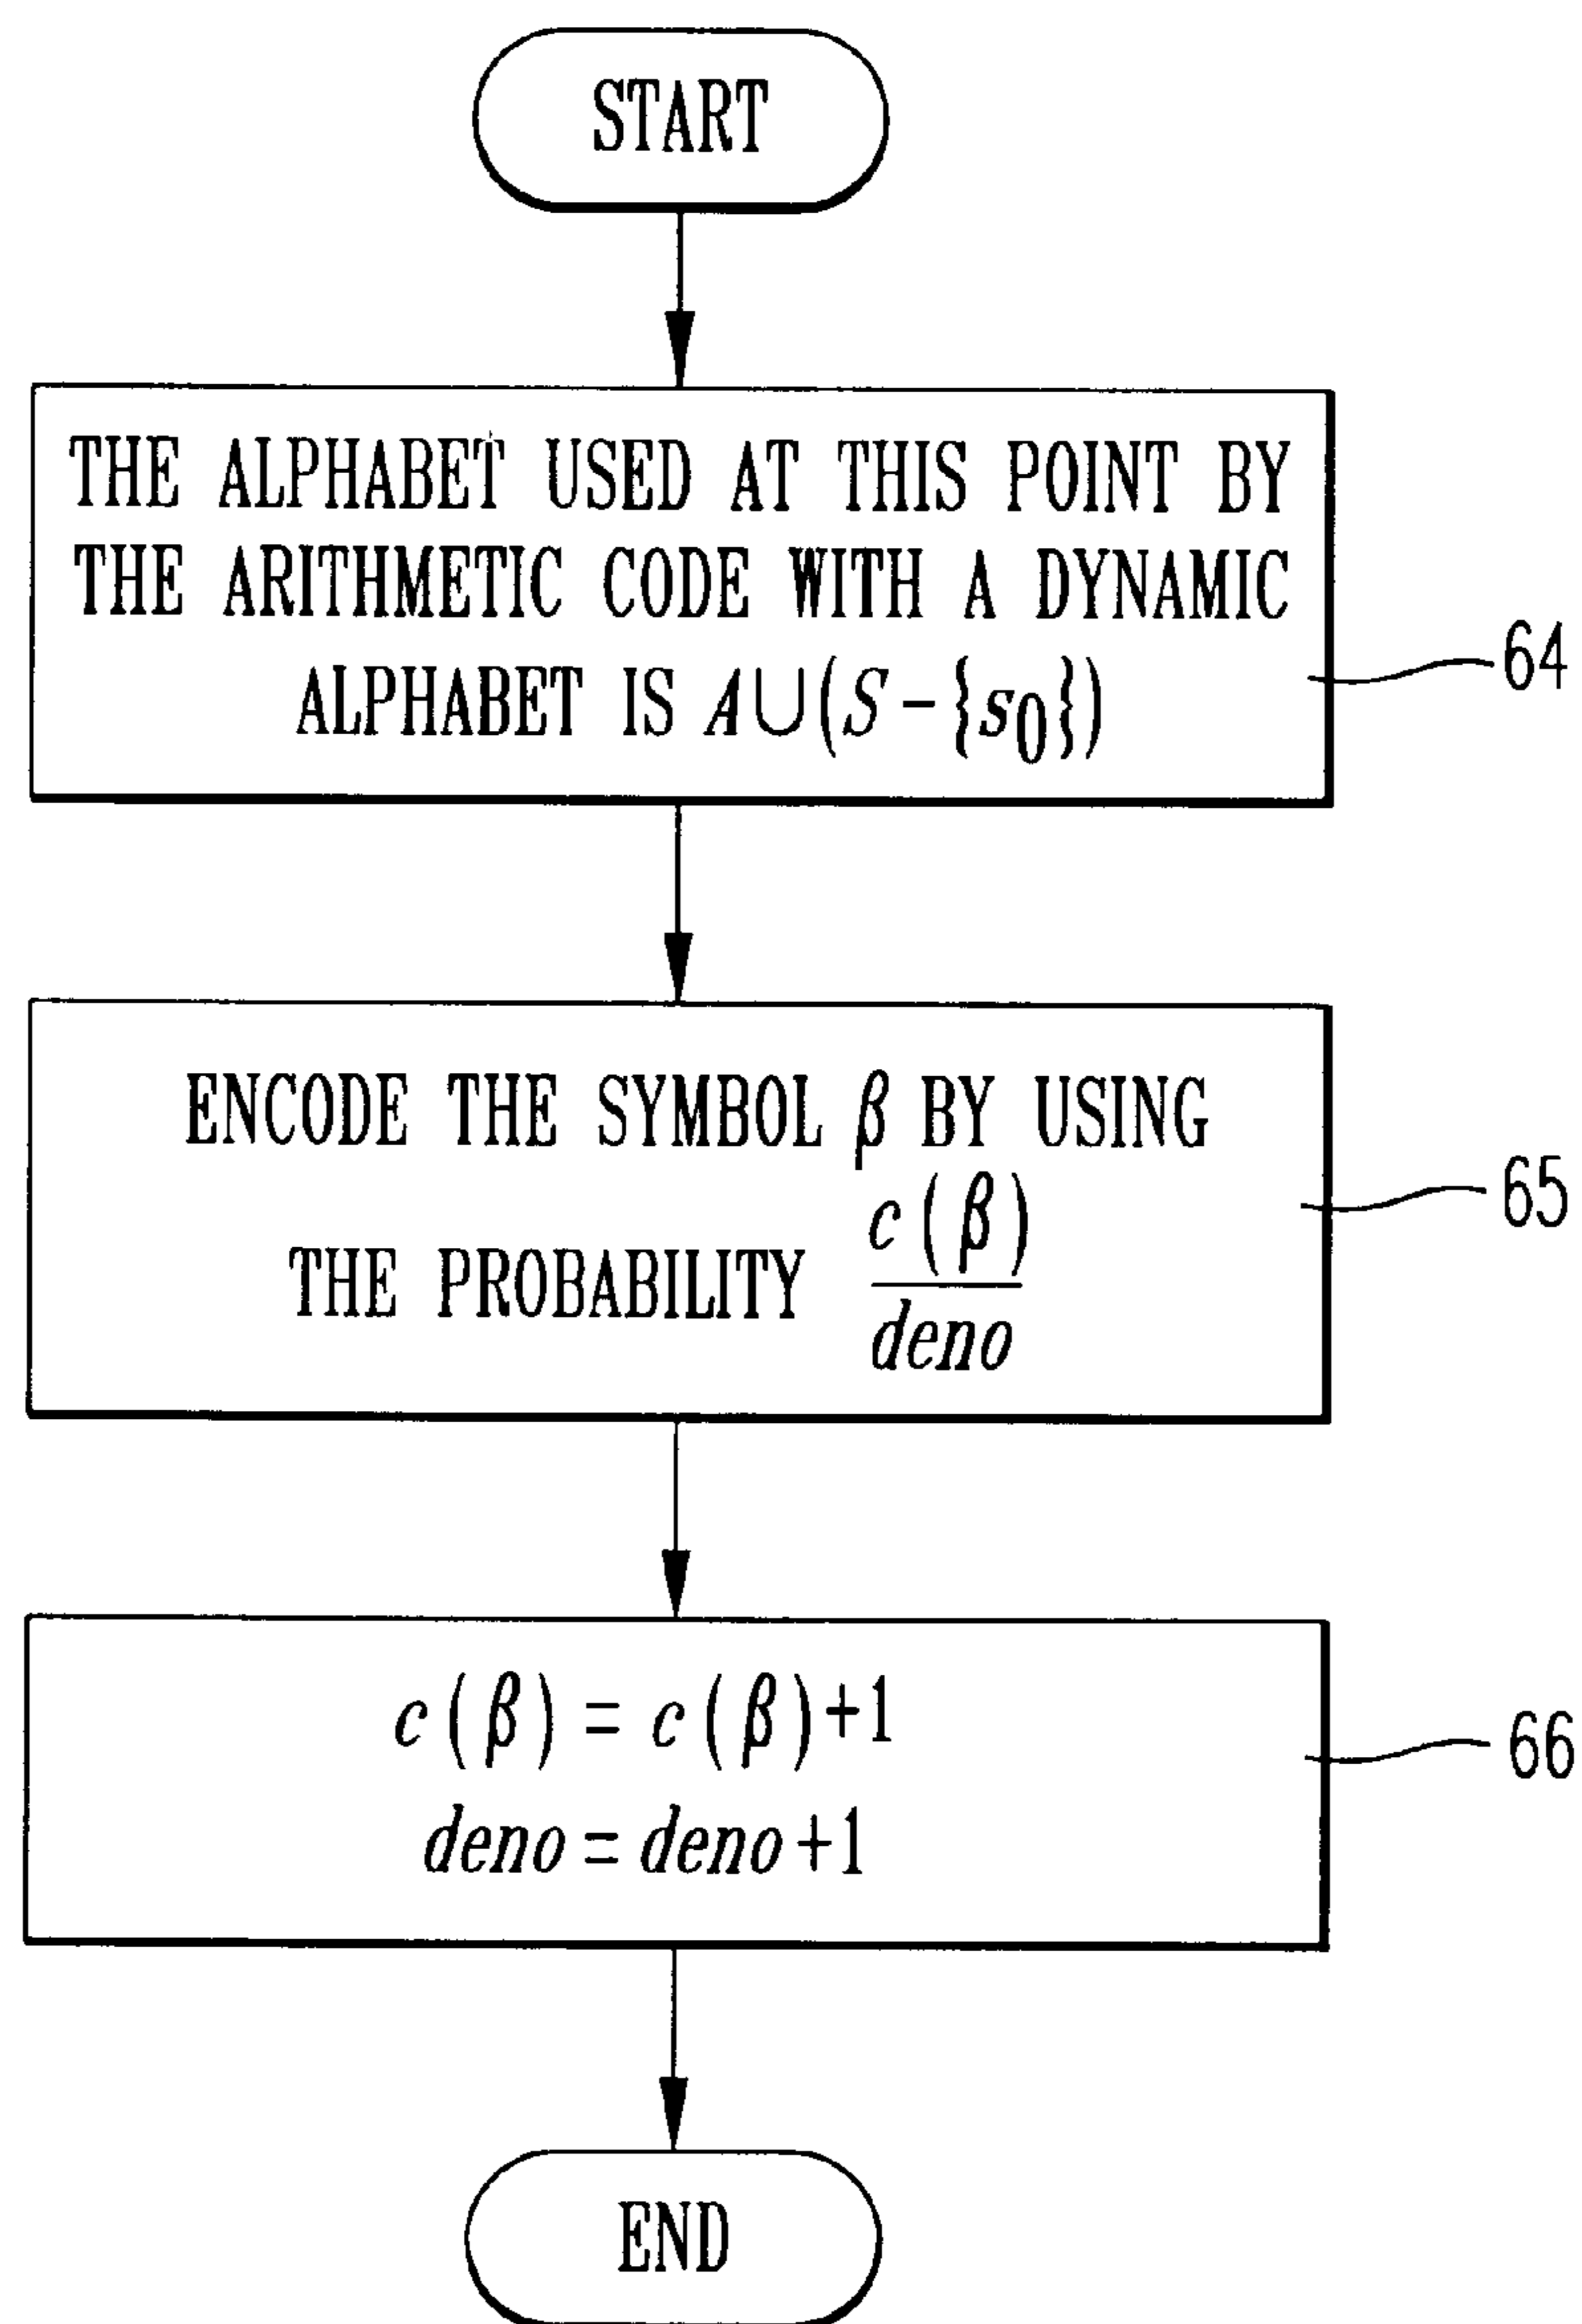 START
THE ALPHABET USED AT THIS POINT BY
THE ARITHMETIC CODE WITH A DYNAMIC
ALPHABET IS A∪(S-{s₀})
64
ENCODE THE SYMBOL β BY USING
THE PROBABILITY c(β)/deno
65
c(β) = c(β)+1
deno = deno+1
66
END